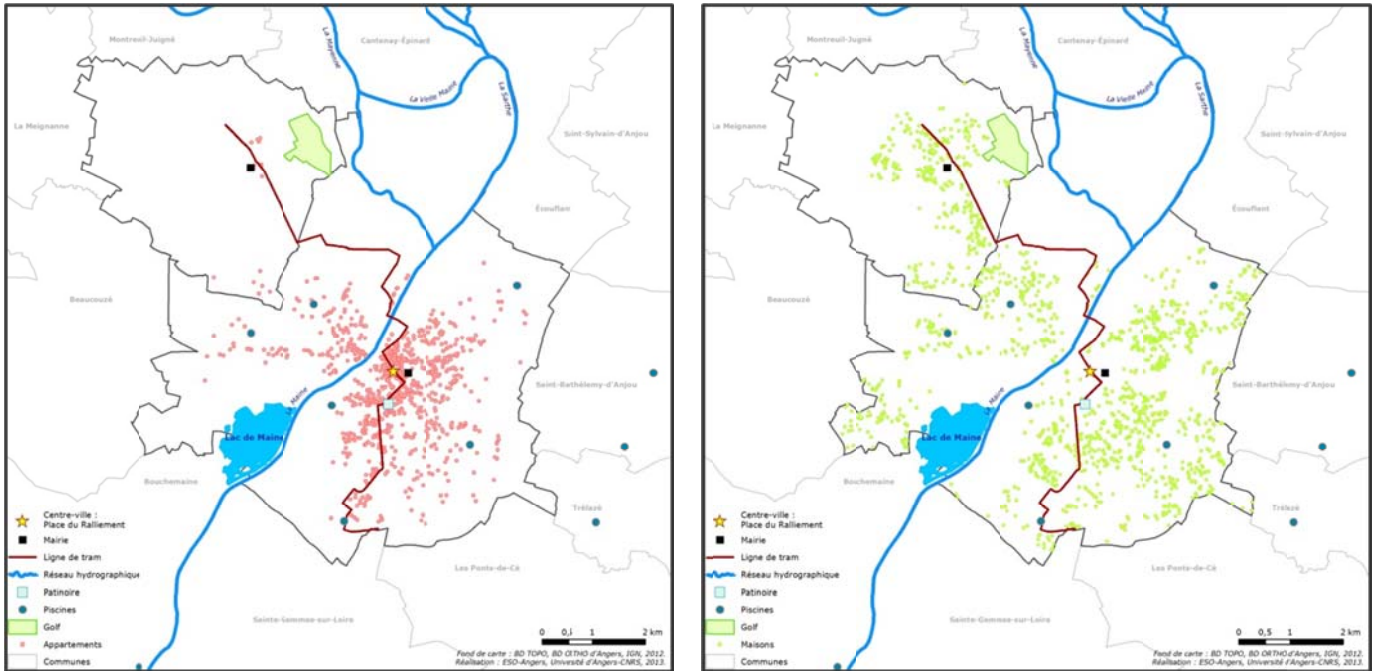 Montreuil-Juigné
Cantenay-Épinard
La Mayenne
La Vieille Maine
La Sarthe
La Meignanne
Saint-Sylvain-d'Anjou
Écouflant
Beaucouzé
Saint-Barthélemy-d'Anjou
La Maine
Lac de Maine
Bouchemaine
Trélazé
Les Ponts-de-Cé
Sainte-Gemmes-sur-Loire
Centre-ville :
Place du Ralliement
Mairie
Ligne de tram
Réseau hydrographique
Patinoire
Piscines
Golf
Appartements
Communes
0 0,5 1 2 km
Fond de carte : BD TOPO, BD ORTHO d'Angers, IGN, 2012.
Réalisation : ESO-Angers, Université d'Angers-CNRS, 2013.
Montreuil-Juigné
Cantenay-Épinard
La Mayenne
La Vieille Maine
La Sarthe
La Meignanne
Saint-Sylvain-d'Anjou
Écouflant
Beaucouzé
Saint-Barthélemy-d'Anjou
La Maine
Lac de Maine
Bouchemaine
Trélazé
Les Ponts-de-Cé
Sainte-Gemmes-sur-Loire
Centre-ville :
Place du Ralliement
Mairie
Ligne de tram
Réseau hydrographique
Patinoire
Piscines
Golf
Maisons
Communes
0 0,5 1 2 km
Fond de carte : BD TOPO, BD ORTHO d'Angers, IGN, 2012.
Réalisation : ESO-Angers, Université d'Angers-CNRS, 2013.